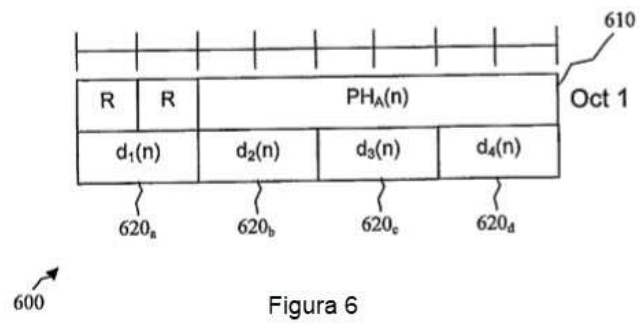 610
R R PHA(n) Oct 1
d1(n) d2(n) d3(n) d4(n)
620a 620b 620c 620d
600
Figura 6